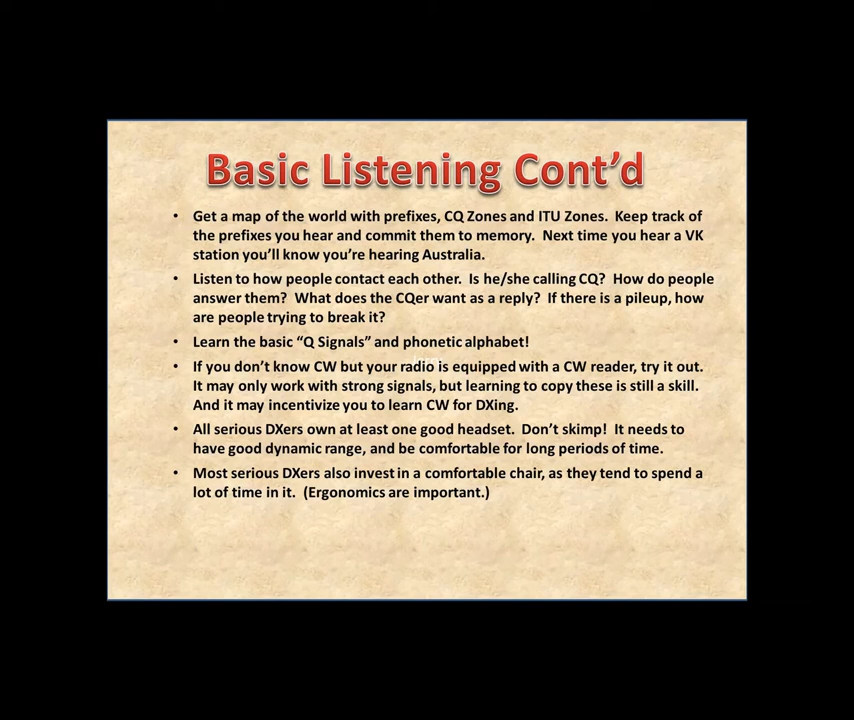 Basic Listening Cont’d
• Get a map of the world with prefixes, CQ Zones and ITU Zones.  Keep track of
the prefixes you hear and commit them to memory.  Next time you hear a VK
station you’ll know you’re hearing Australia.
• Listen to how people contact each other.  Is he/she calling CQ?  How do people
answer them?  What does the CQer want as a reply?  If there is a pileup, how
are people trying to break it?
• Learn the basic “Q Signals” and phonetic alphabet!
• If you don’t know CW but your radio is equipped with a CW reader, try it out.
It may only work with strong signals, but learning to copy these is still a skill.
And it may incentivize you to learn CW for DXing.
• All serious DXers own at least one good headset.  Don’t skimp!  It needs to
have good dynamic range, and be comfortable for long periods of time.
• Most serious DXers also invest in a comfortable chair, as they tend to spend a
lot of time in it.  (Ergonomics are important.)